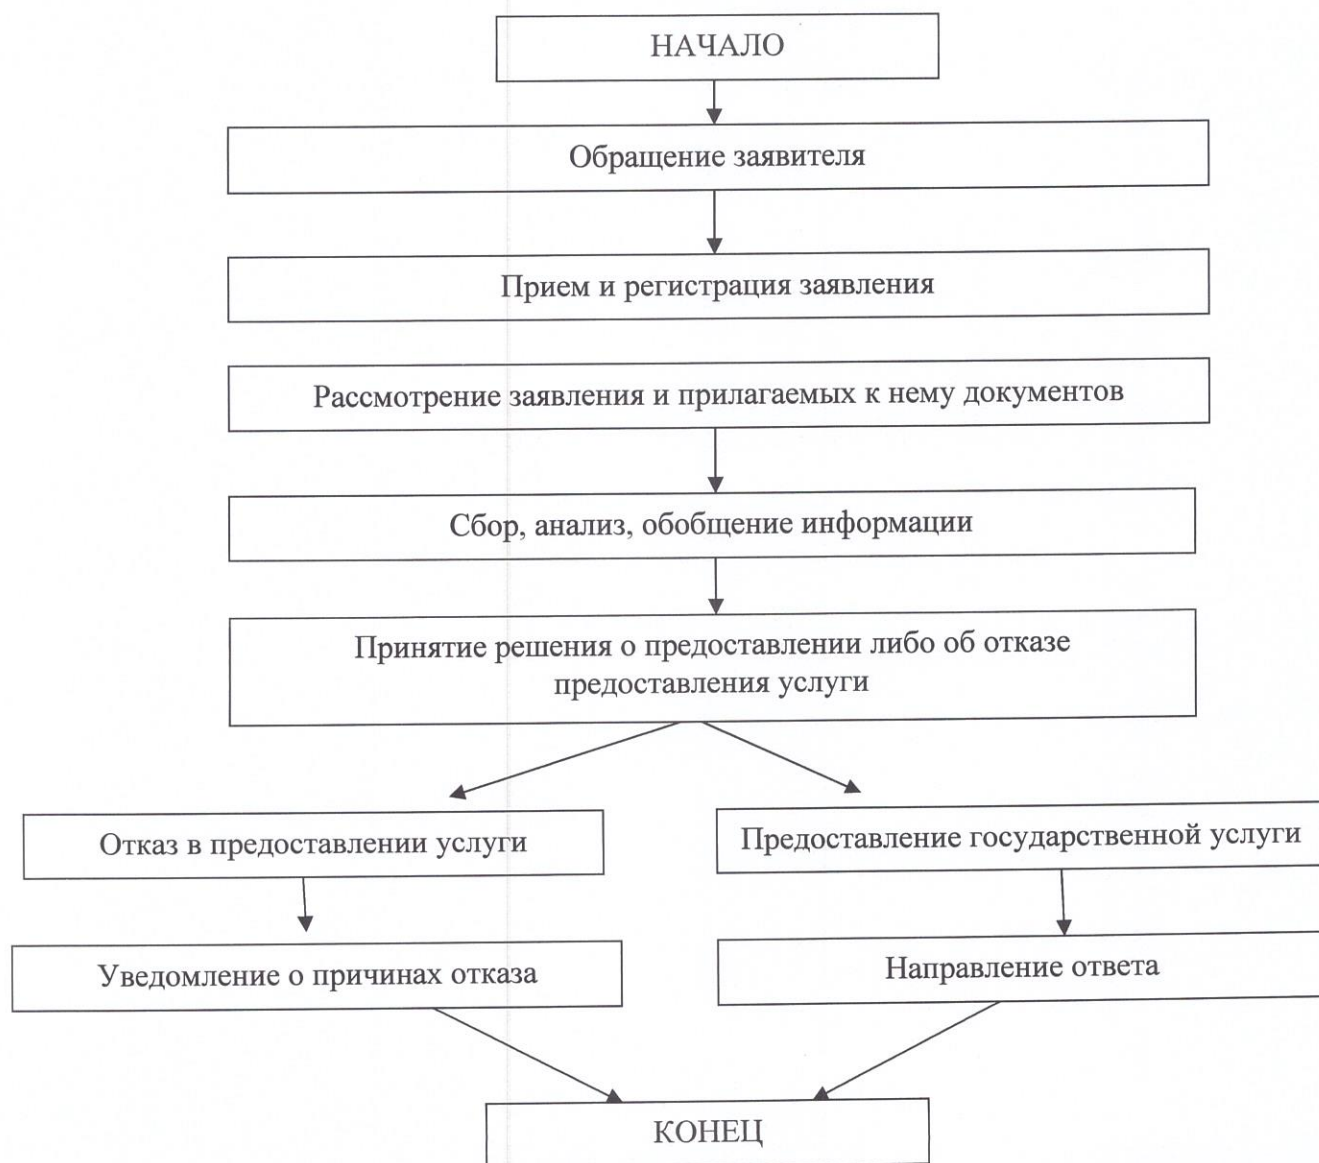 НАЧАЛО
Обращение заявителя
Прием и регистрация заявления
Рассмотрение заявления и прилагаемых к нему документов
Сбор, анализ, обобщение информации
Принятие решения о предоставлении либо об отказе
предоставления услуги
Отказ в предоставлении услуги
Предоставление государственной услуги
Уведомление о причинах отказа
Направление ответа
КОНЕЦ